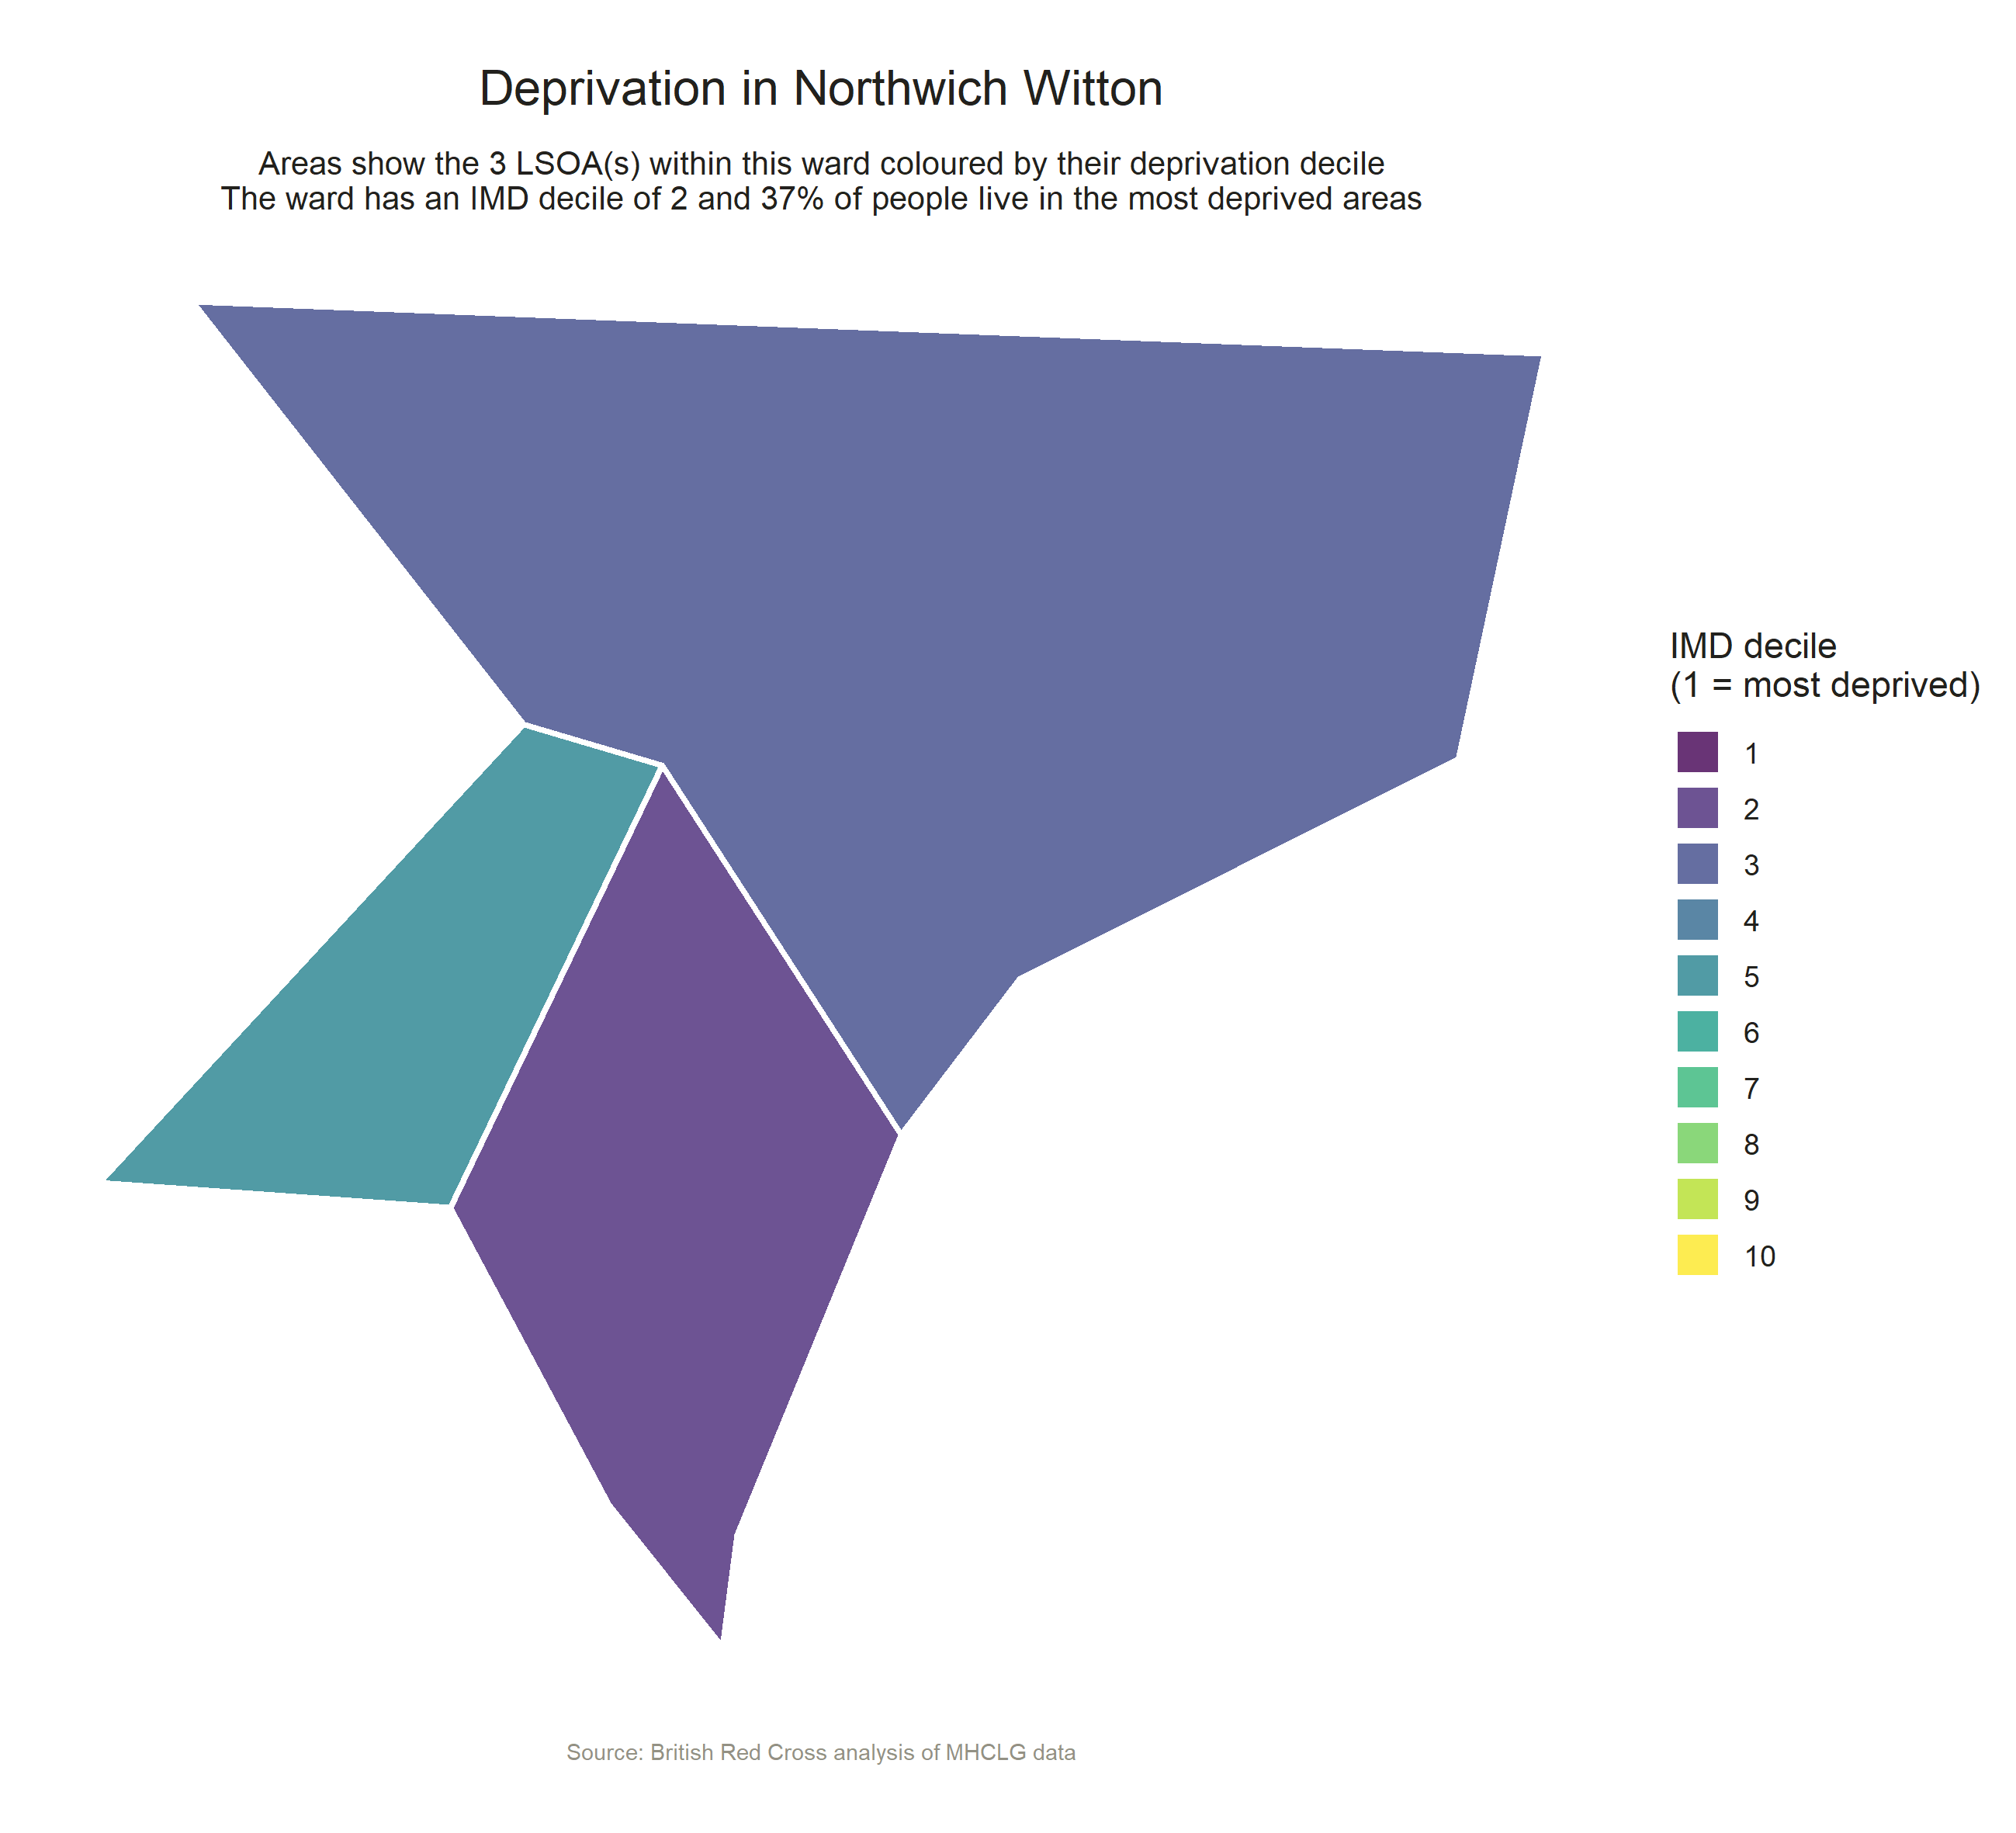 Deprivation in Northwich Witton
Areas show the 3 LSOA(s) within this ward coloured by their deprivation decile
The ward has an IMD decile of 2 and 37% of people live in the most deprived areas
IMD decile
(1 = most deprived)
1
2
3
4
5
6
7
8
9
10
Source: British Red Cross analysis of MHCLG data